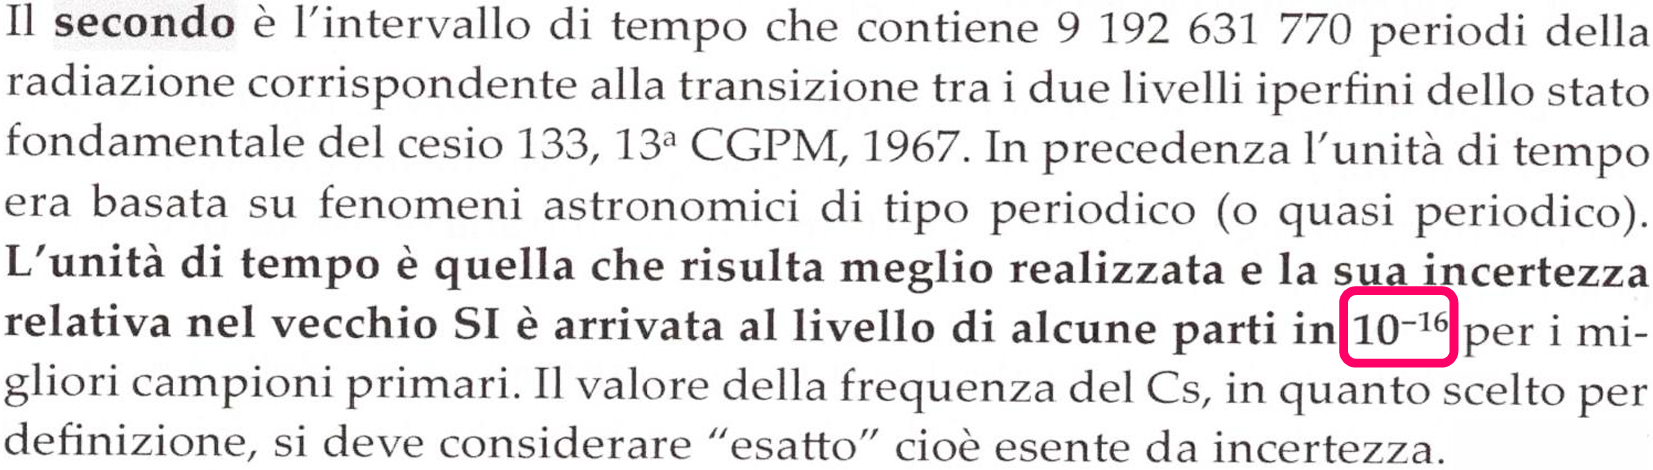 Il secondo è l'intervallo di tempo che contiene 9 192 631 770 periodi della
radiazione corrispondente alla transizione tra i due livelli iperfini dello stato
fondamentale del cesio 133, 13ª CGPM, 1967. In precedenza l'unità di tempo
era basata su fenomeni astronomici di tipo periodico (o quasi periodico).
L'unità di tempo è quella che risulta meglio realizzata e la sua incertezza
relativa nel vecchio SI è arrivata al livello di alcune parti in 10⁻¹⁶ per i mi-
gliori campioni primari. Il valore della frequenza del Cs, in quanto scelto per
definizione, si deve considerare “esatto” cioè esente da incertezza.